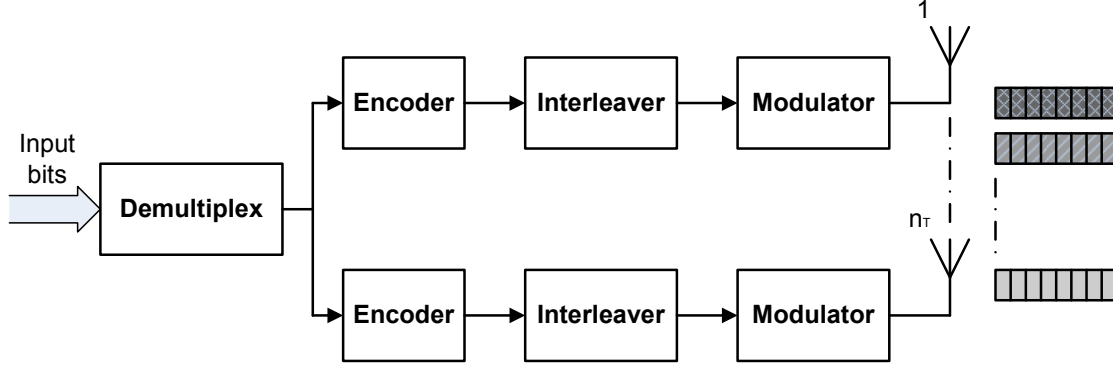 1
Encoder
Interleaver
Modulator
Input
bits
Demultiplex
nT
Encoder
Interleaver
Modulator